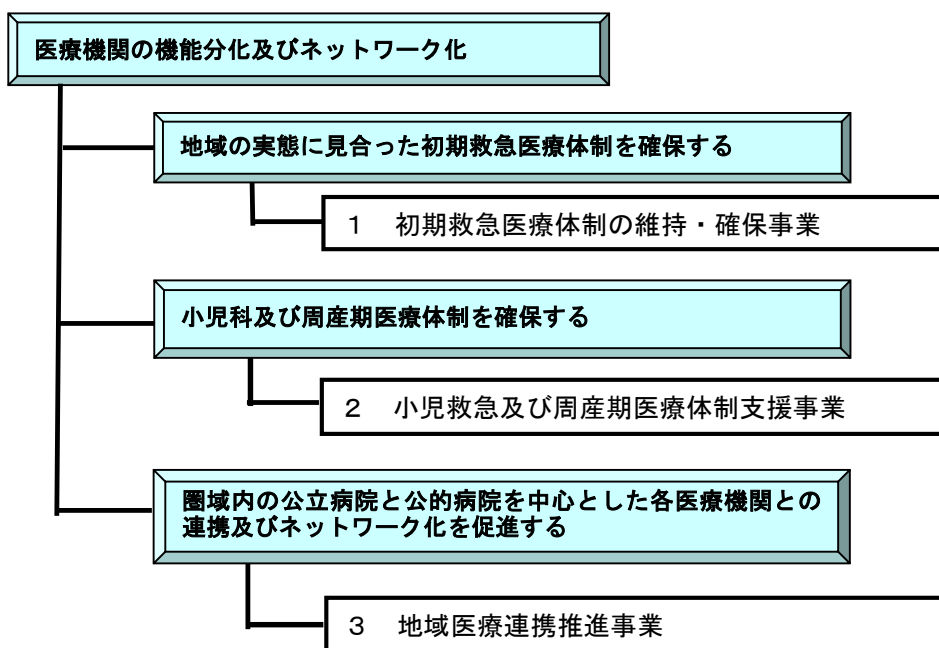 医療機関の機能分化及びネットワーク化
地域の実態に見合った初期救急医療体制を確保する
1　初期救急医療体制の維持・確保事業
小児科及び周産期医療体制を確保する
2　小児救急及び周産期医療体制支援事業
圏域内の公立病院と公的病院を中心とした各医療機関との
連携及びネットワーク化を促進する
3　地域医療連携推進事業